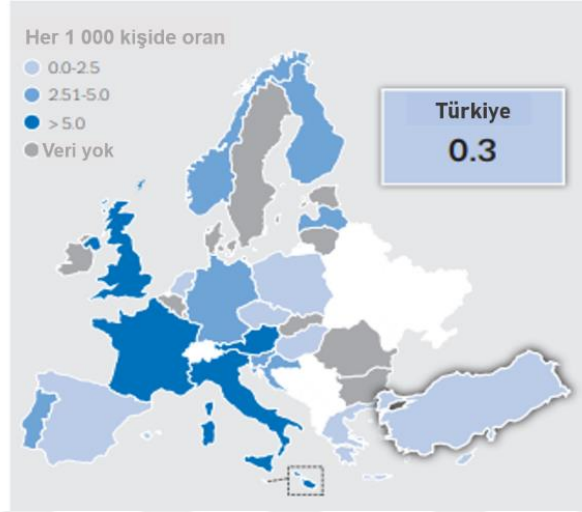 Her 1 000 kişide oran
0.0-2.5
2.51-5.0
> 5.0
Veri yok
Türkiye
0.3